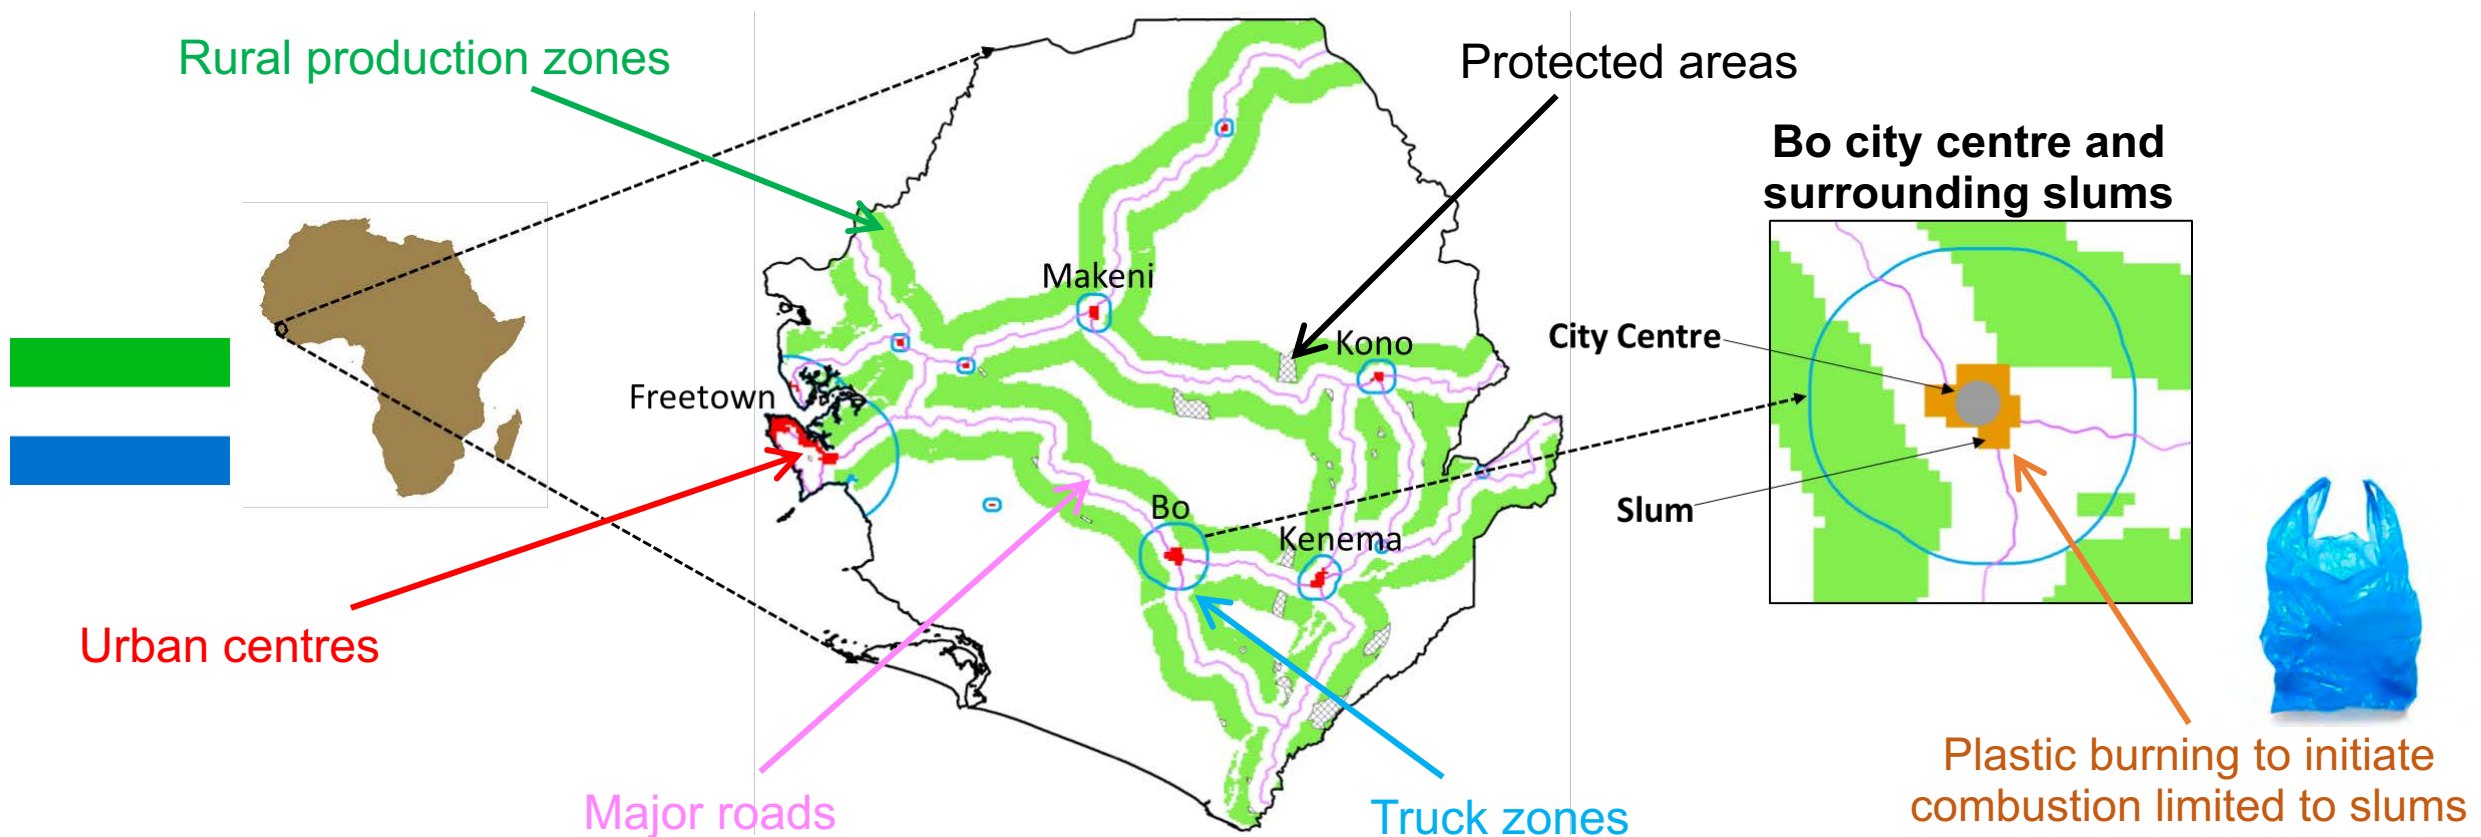 Rural production zones
Protected areas
Bo city centre and
surrounding slums
Makeni
City Centre
Kono
Freetown
Bo
Slum
Kenema
Urban centres
Plastic burning to initiate
combustion limited to slums
Major roads
Truck zones